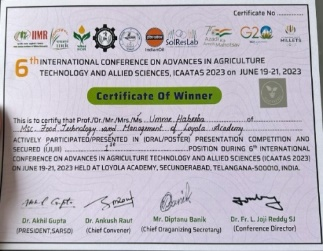 Certificate No
IIMR
SolResLab
G20
MILLETS
6th INTERNATIONAL CONFERENCE ON ADVANCES IN AGRICULTURE
TECHNOLOGY AND ALLIED SCIENCES, ICAATAS 2023 ON JUNE 19-21, 2023
Certificate Of Winner
This is to certify that Prof./Dr./Mr./Mrs./Ms. Umme Habeeba of
MSc. Food Technology and Management of Loyola Academy
ACTIVELY PARTICIPATED/PRESENTED IN (ORAL/POSTER) PRESENTATION COMPETITION AND
SECURED (I/II/III) POSITION DURING 6th INTERNATIONAL
CONFERENCE ON ADVANCES IN AGRICULTURE TECHNOLOGY AND ALLIED SCIENCES (ICAATAS 2023)
ON JUNE 19-21, 2023 HELD AT LOYOLA ACADEMY, SECUNDERABAD, TELANGANA-500010, INDIA.
Dr. Akhil Gupta
(PRESIDENT, SARSD)
Dr. Ankush Raut
(Chief Convener)
Mr. Diptanu Banik
(Chief Oraganizing Secretary)
Dr. Fr. L. Joji Reddy SJ
(Conference Director)